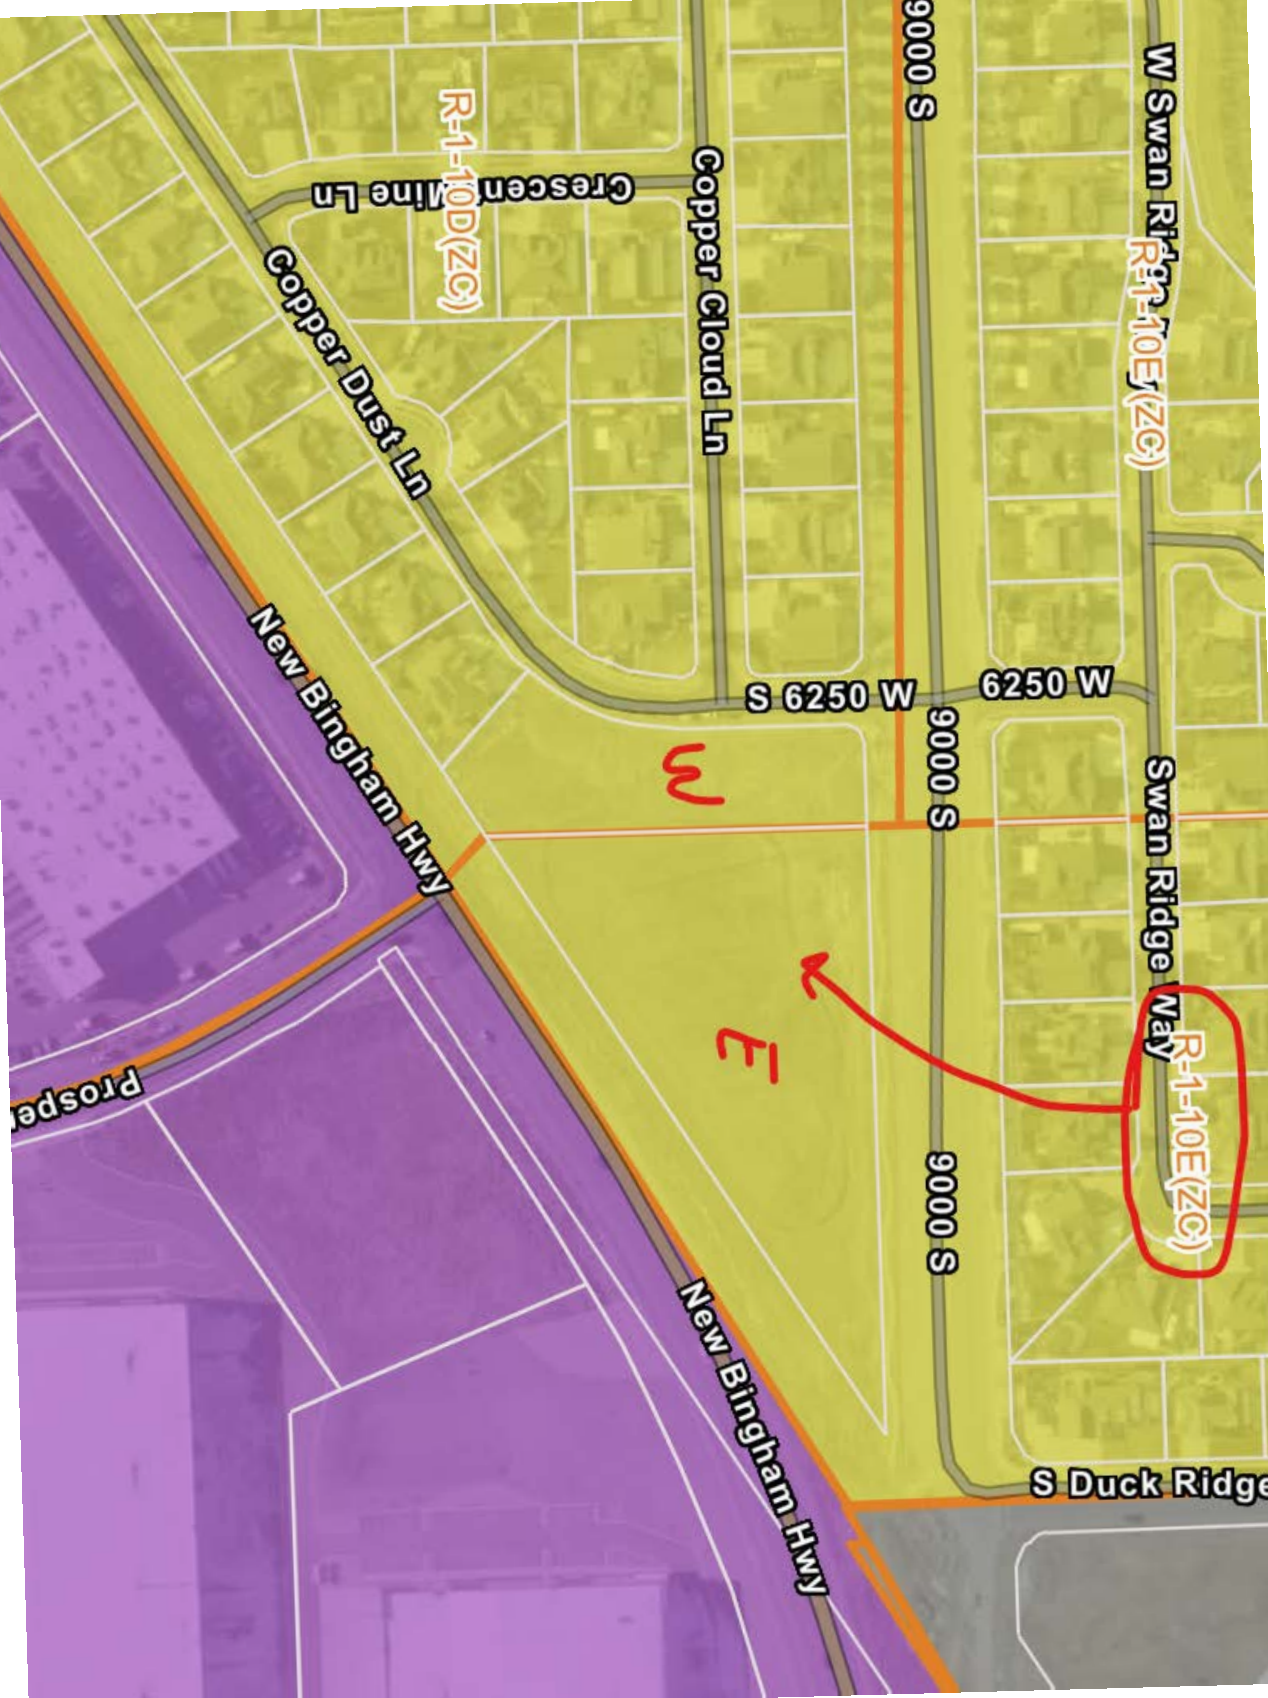 9000 S
W Swan Ridge
R-1-10D(ZC)
Crescent Mine Ln
Copper Cloud Ln
R-1-10E(ZC)
Copper Dust Ln
S 6250 W
6250 W
New Bingham Hwy
9000 S
W
Swan Ridge Way
E
R-1-10E(ZC)
Prosper
9000 S
New Bingham Hwy
S Duck Ridge